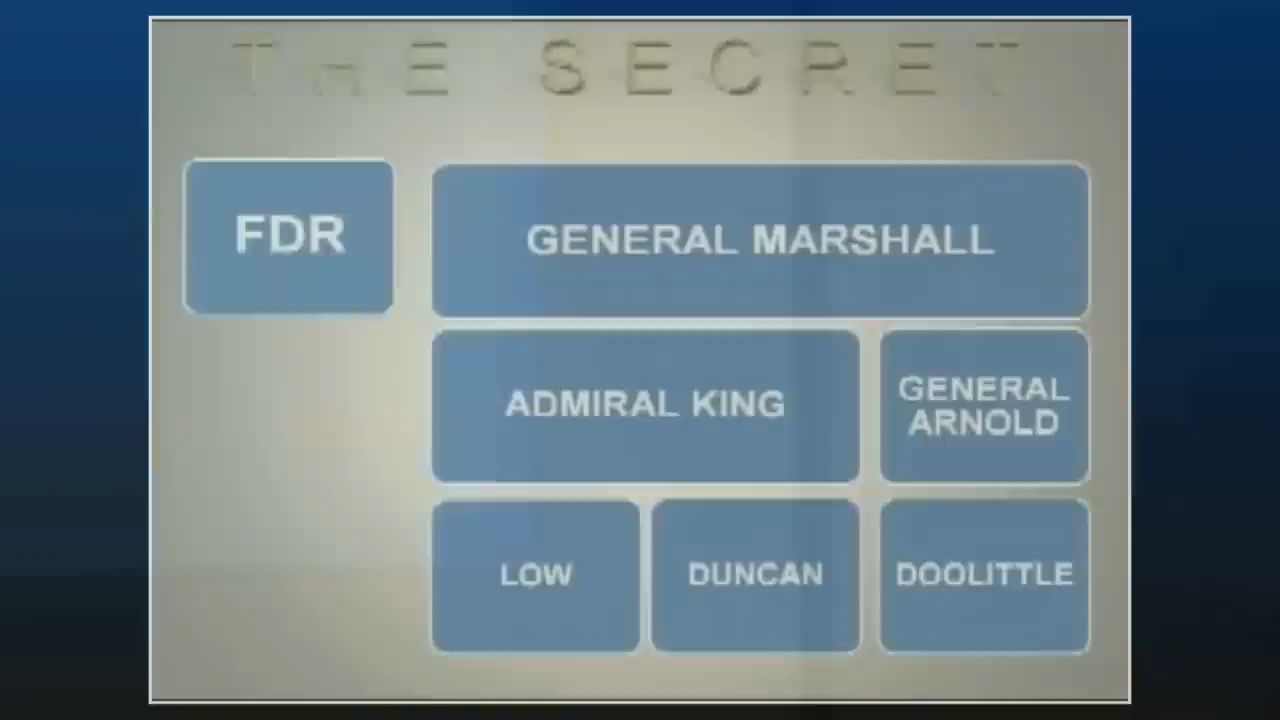 THE SECRET
FDR
GENERAL MARSHALL
ADMIRAL KING
GENERAL
ARNOLD
LOW
DUNCAN
DOOLITTLE